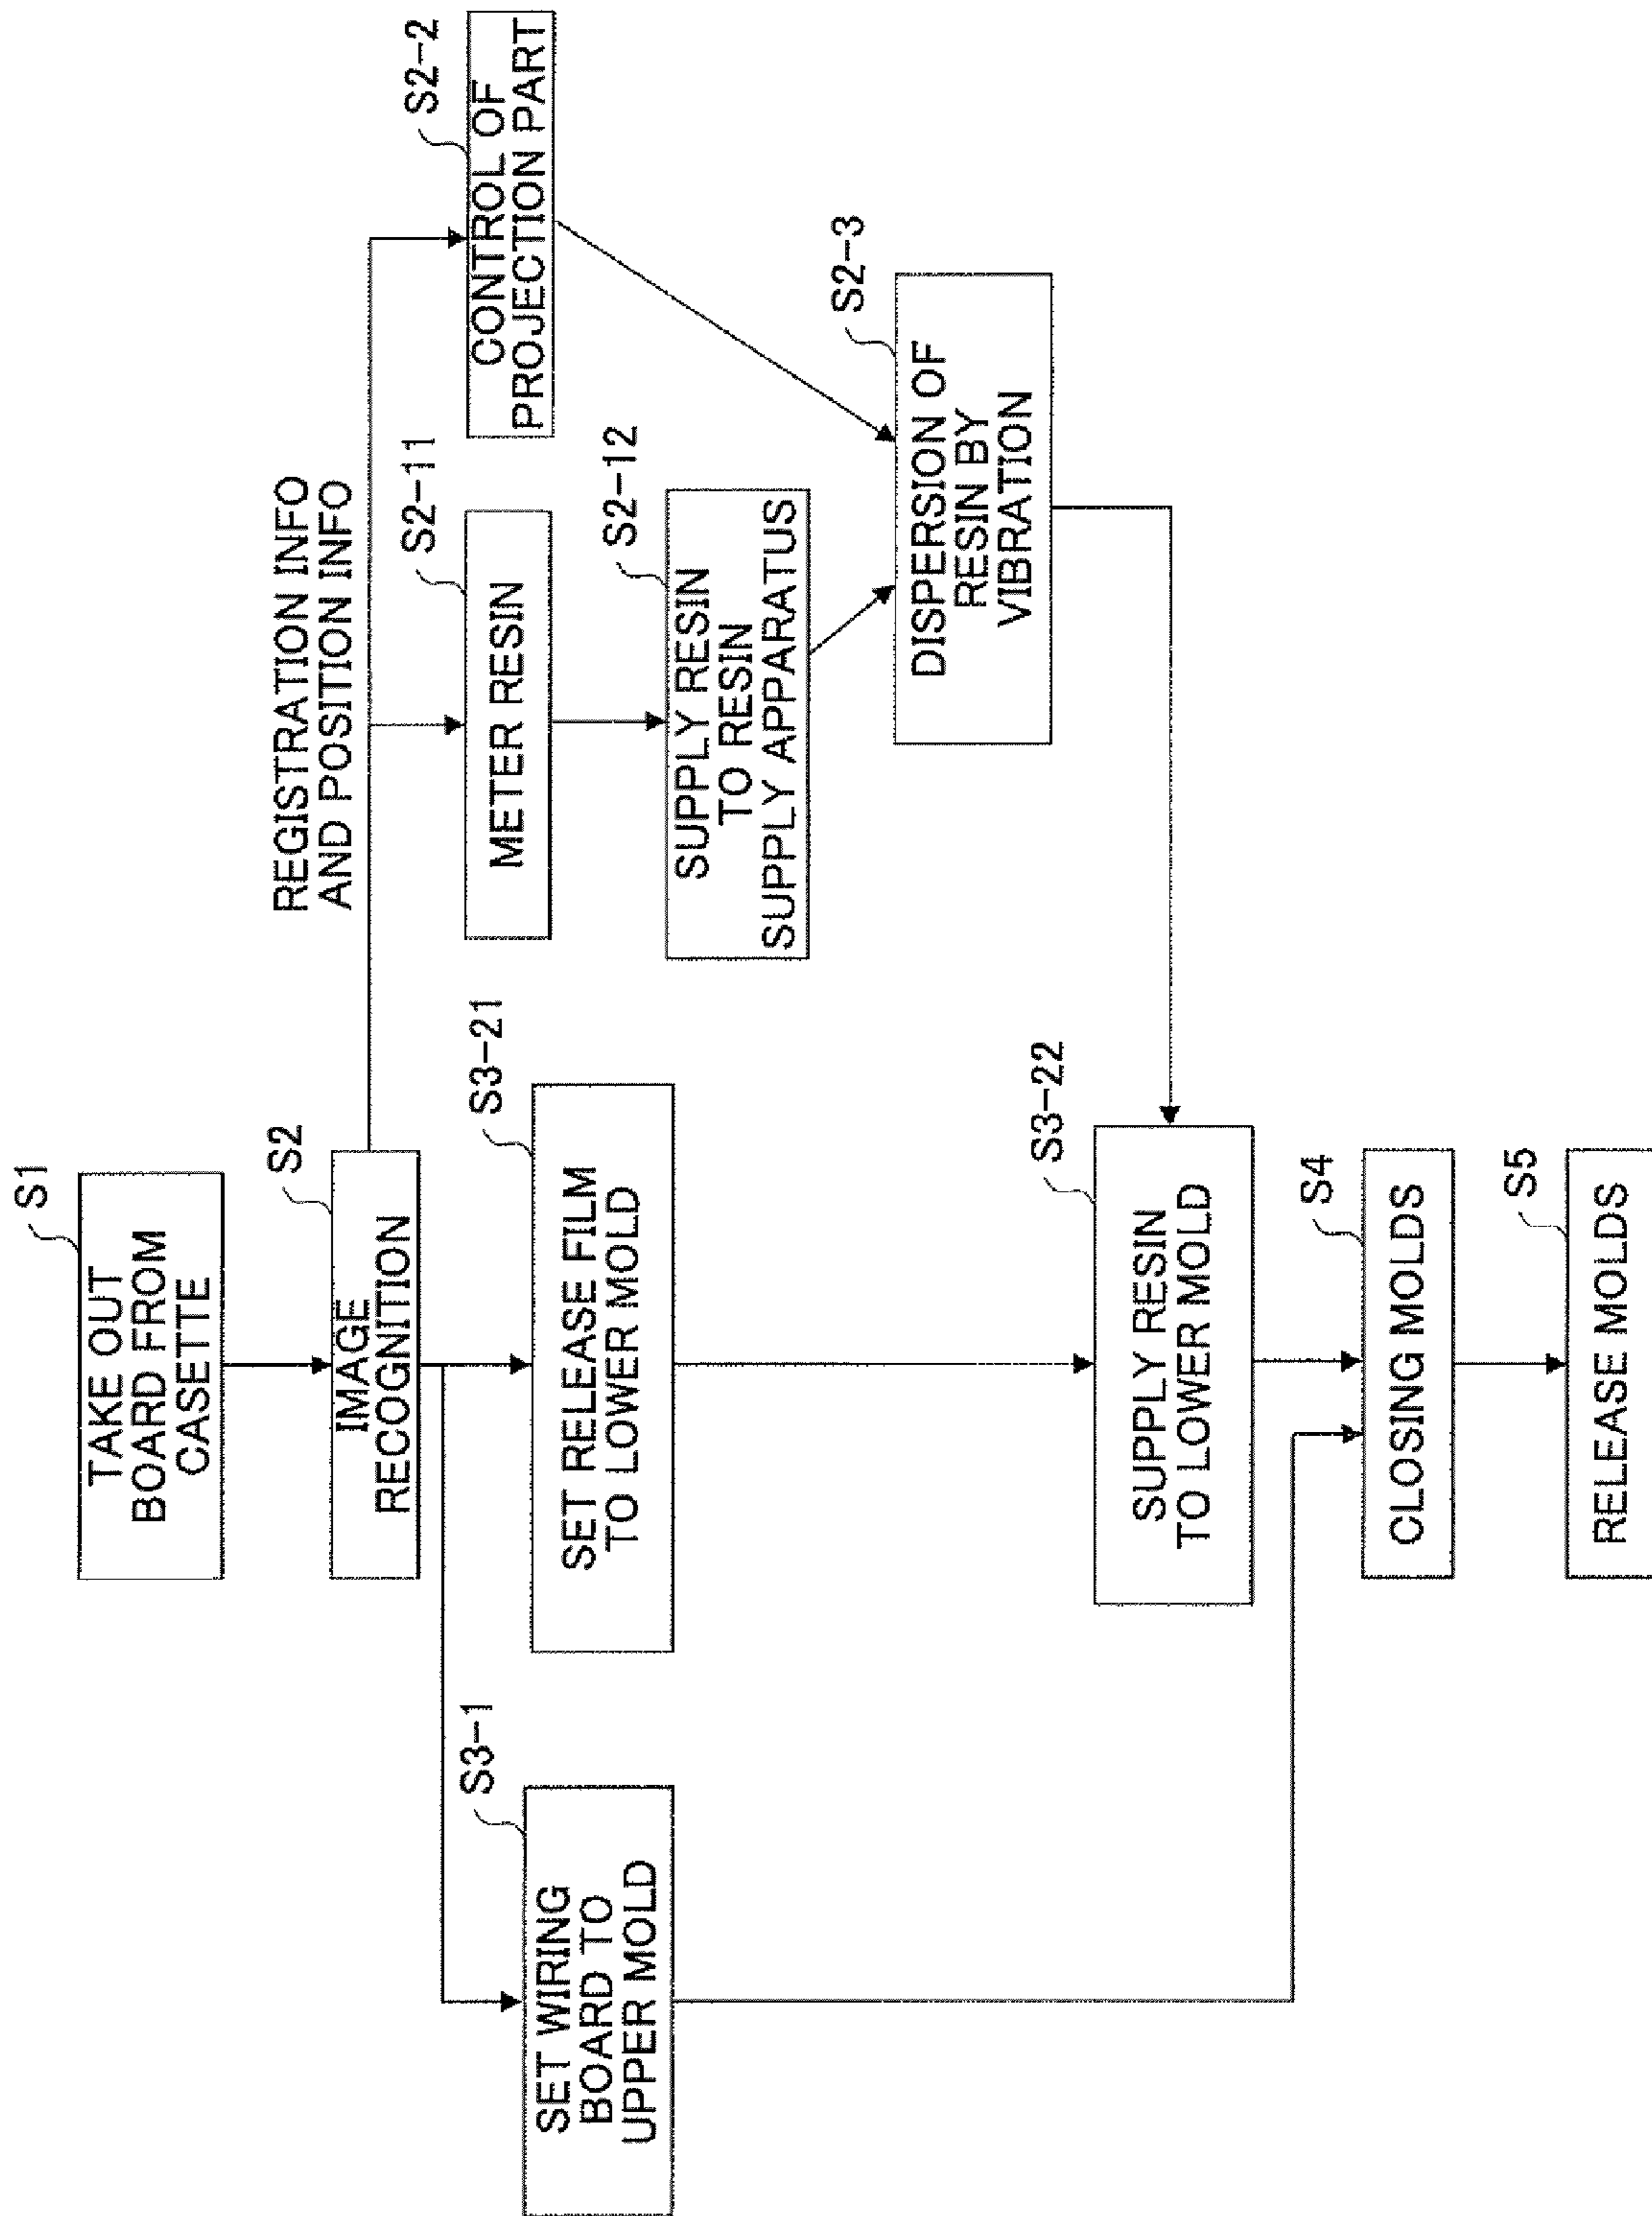 S1
TAKE OUT
BOARD FROM
CASETTE
S2
IMAGE
RECOGNITION
REGISTRATION INFO
AND POSITION INFO
S3-1
SET WIRING
BOARD TO
UPPER MOLD
S3-21
SET RELEASE FILM
TO LOWER MOLD
S2-11
METER RESIN
S2-2
CONTROL OF
PROJECTION PART
S2-12
SUPPLY RESIN
TO RESIN
SUPPLY APPARATUS
S2-3
DISPERSION OF
RESIN BY
VIBRATION
S3-22
SUPPLY RESIN
TO LOWER MOLD
S4
CLOSING MOLDS
S5
RELEASE MOLDS